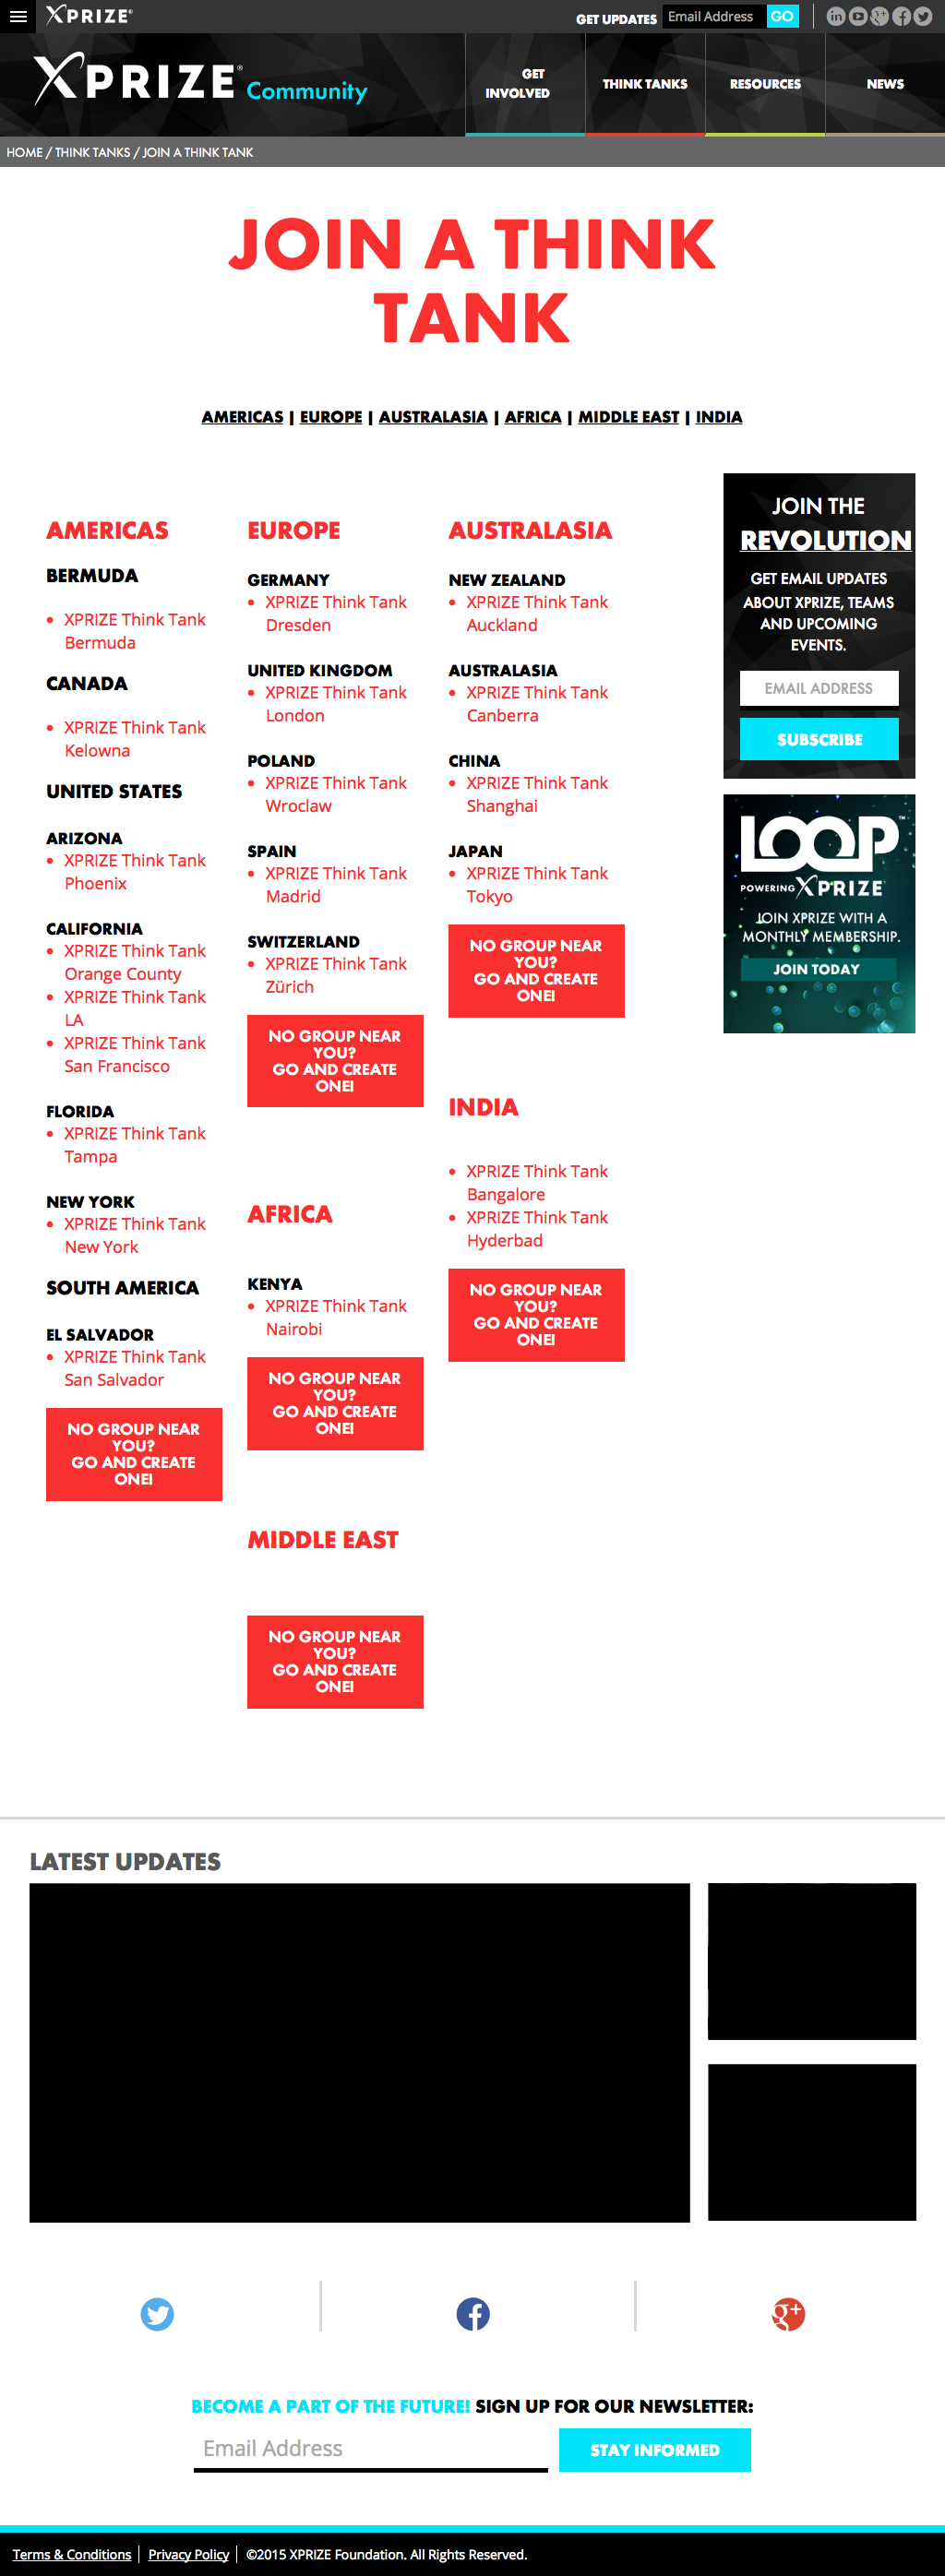 XPRIZE®
GET UPDATES Email Address GO
XPRIZE® Community
GET
INVOLVED
THINK TANKS
RESOURCES
NEWS
HOME / THINK TANKS / JOIN A THINK TANK
JOIN A THINK
TANK
AMERICAS | EUROPE | AUSTRALASIA | AFRICA | MIDDLE EAST | INDIA
AMERICAS
BERMUDA
• XPRIZE Think Tank
Bermuda
CANADA
• XPRIZE Think Tank
Kelowna
UNITED STATES
ARIZONA
• XPRIZE Think Tank
Phoenix
CALIFORNIA
• XPRIZE Think Tank
Orange County
• XPRIZE Think Tank
LA
• XPRIZE Think Tank
San Francisco
FLORIDA
• XPRIZE Think Tank
Tampa
NEW YORK
• XPRIZE Think Tank
New York
SOUTH AMERICA
EL SALVADOR
• XPRIZE Think Tank
San Salvador
NO GROUP NEAR
YOU?
GO AND CREATE
ONE!
EUROPE
GERMANY
• XPRIZE Think Tank
Dresden
UNITED KINGDOM
• XPRIZE Think Tank
London
POLAND
• XPRIZE Think Tank
Wroclaw
SPAIN
• XPRIZE Think Tank
Madrid
SWITZERLAND
• XPRIZE Think Tank
Zürich
NO GROUP NEAR
YOU?
GO AND CREATE
ONE!
AFRICA
KENYA
• XPRIZE Think Tank
Nairobi
NO GROUP NEAR
YOU?
GO AND CREATE
ONE!
MIDDLE EAST
NO GROUP NEAR
YOU?
GO AND CREATE
ONE!
AUSTRALASIA
NEW ZEALAND
• XPRIZE Think Tank
Auckland
AUSTRALASIA
• XPRIZE Think Tank
Canberra
CHINA
• XPRIZE Think Tank
Shanghai
JAPAN
• XPRIZE Think Tank
Tokyo
NO GROUP NEAR
YOU?
GO AND CREATE
ONE!
INDIA
• XPRIZE Think Tank
Bangalore
• XPRIZE Think Tank
Hyderbad
NO GROUP NEAR
YOU?
GO AND CREATE
ONE!
JOIN THE
REVOLUTION
GET EMAIL UPDATES
ABOUT XPRIZE, TEAMS
AND UPCOMING
EVENTS.
EMAIL ADDRESS
SUBSCRIBE
LOOP™
POWERING XPRIZE
JOIN XPRIZE WITH A
MONTHLY MEMBERSHIP.
JOIN TODAY
LATEST UPDATES
BECOME A PART OF THE FUTURE! SIGN UP FOR OUR NEWSLETTER:
Email Address
STAY INFORMED
Terms & Conditions | Privacy Policy | ©2015 XPRIZE Foundation. All Rights Reserved.